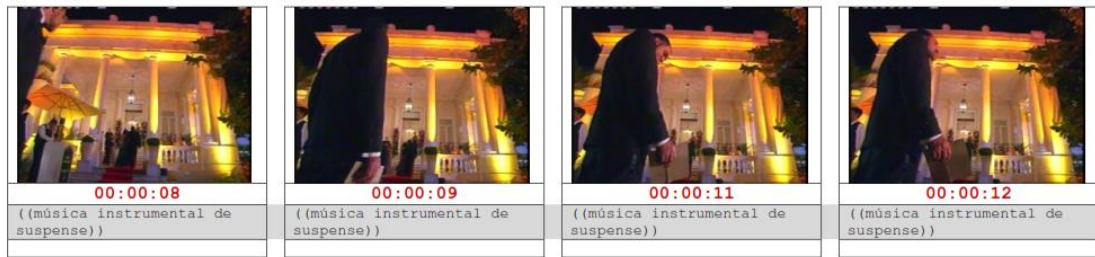 00:00:08
00:00:09
00:00:11
00:00:12
((música instrumental de
suspense))
((música instrumental de
suspense))
((música instrumental de
suspense))
((música instrumental de
suspense))